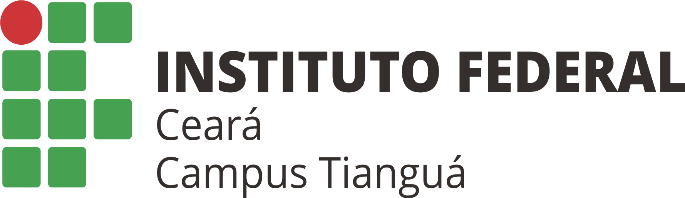 INSTITUTO FEDERAL
Ceará
Campus Tianguá